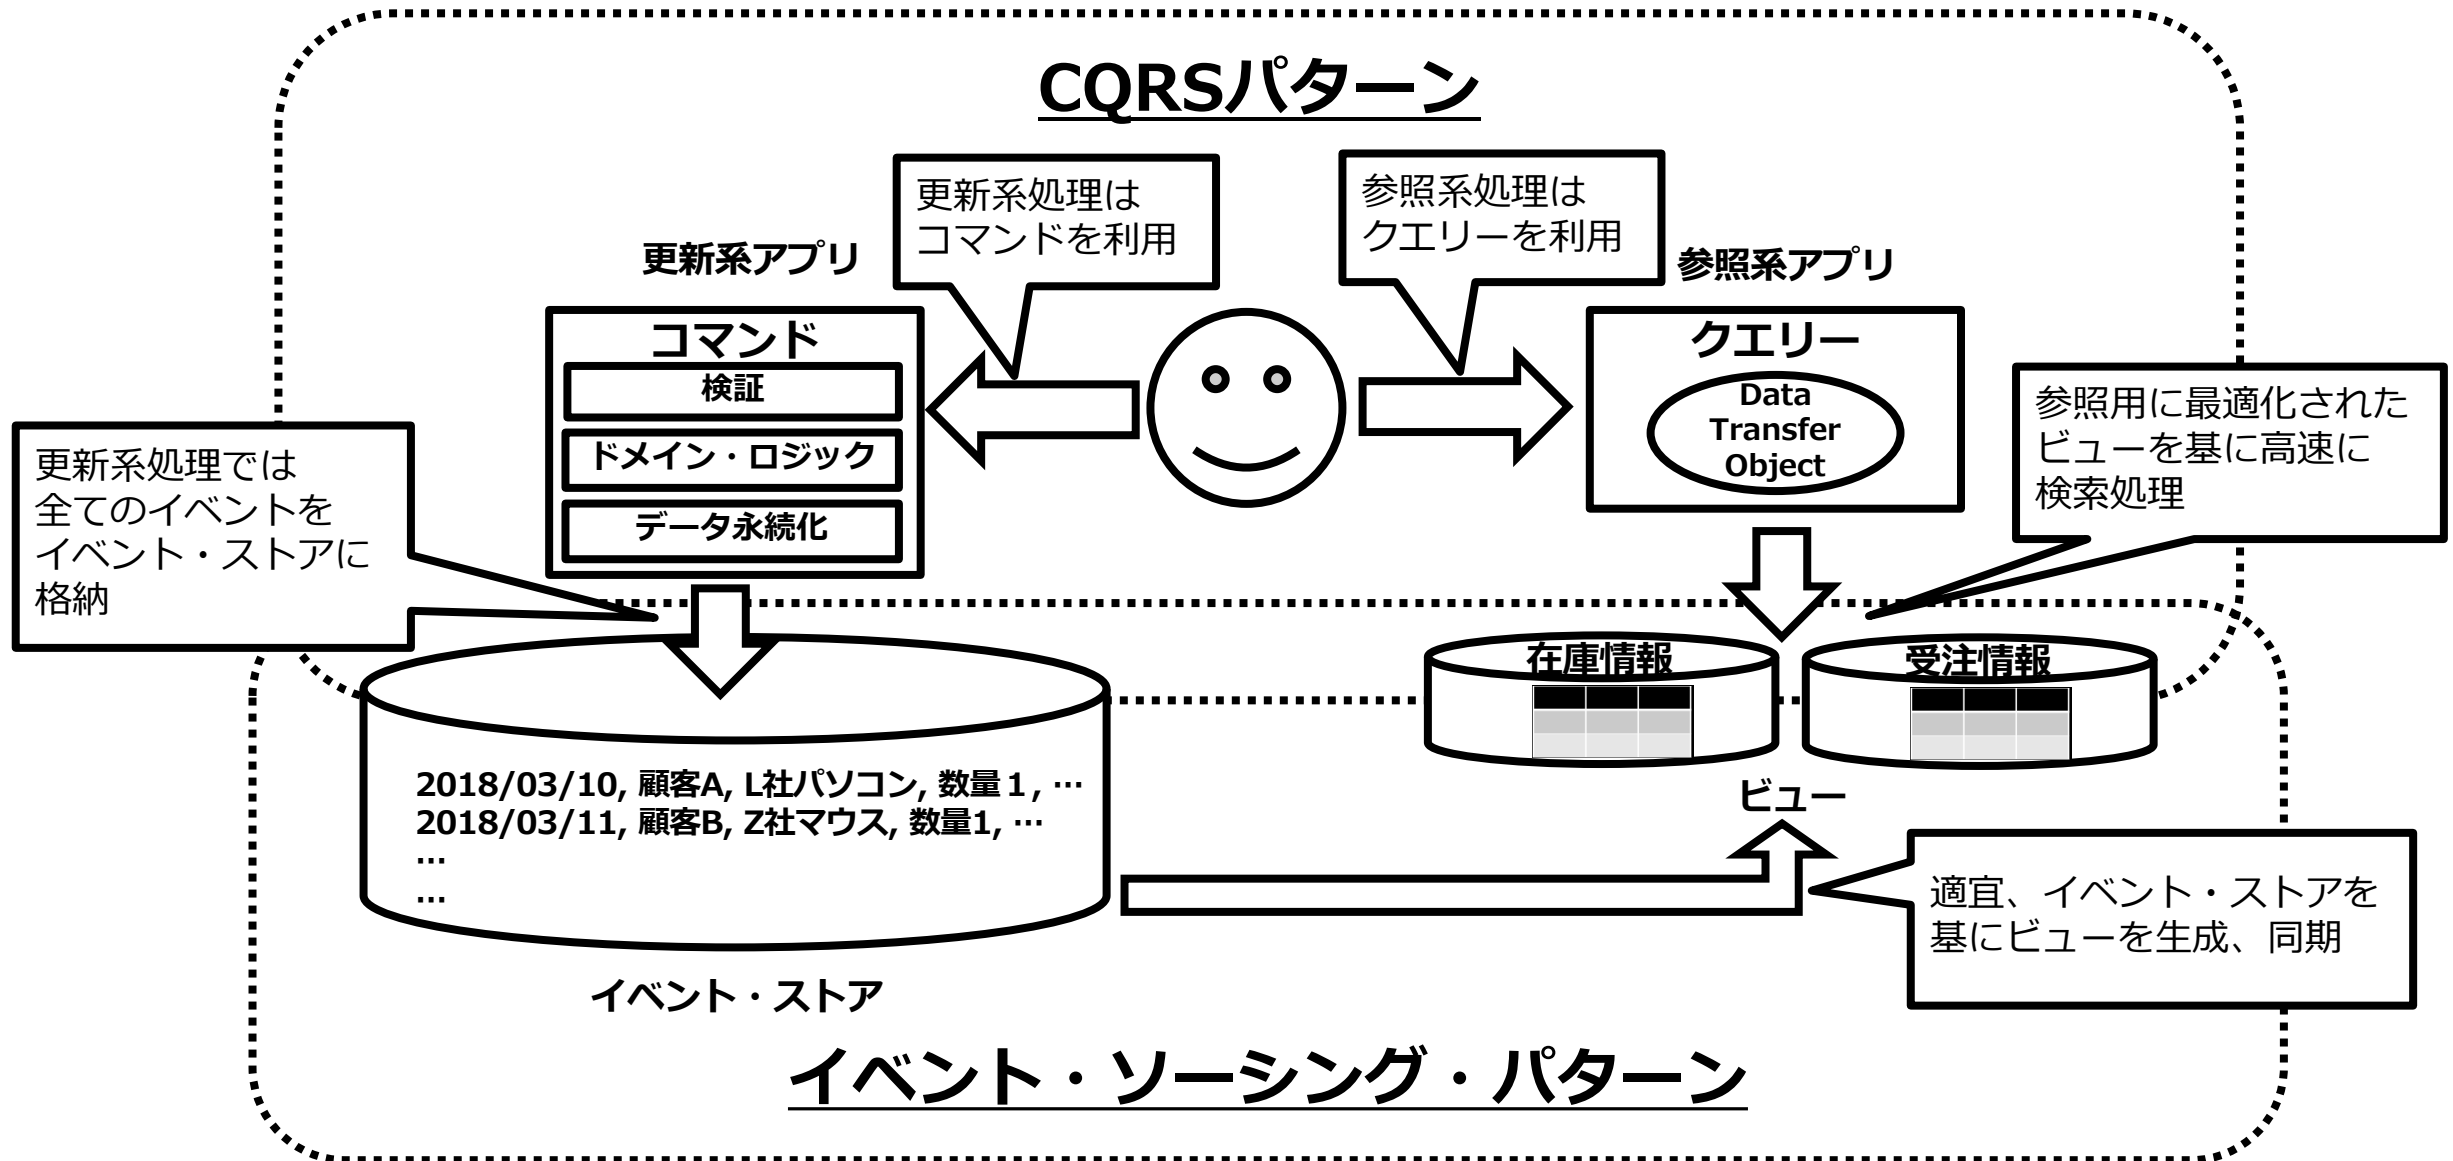 CQRSパターン
更新系処理は
コマンドを利用
参照系処理は
クエリーを利用
更新系アプリ
参照系アプリ
コマンド
検証
ドメイン・ロジック
データ永続化
クエリー
Data
Transfer
Object
参照用に最適化された
ビューを基に高速に
検索処理
更新系処理では
全てのイベントを
イベント・ストアに
格納
在庫情報
受注情報
2018/03/10, 顧客A, L社パソコン, 数量１, …
2018/03/11, 顧客B, Z社マウス, 数量1, …
…
…
ビュー
適宜、イベント・ストアを
基にビューを生成、同期
イベント・ストア
イベント・ソーシング・パターン